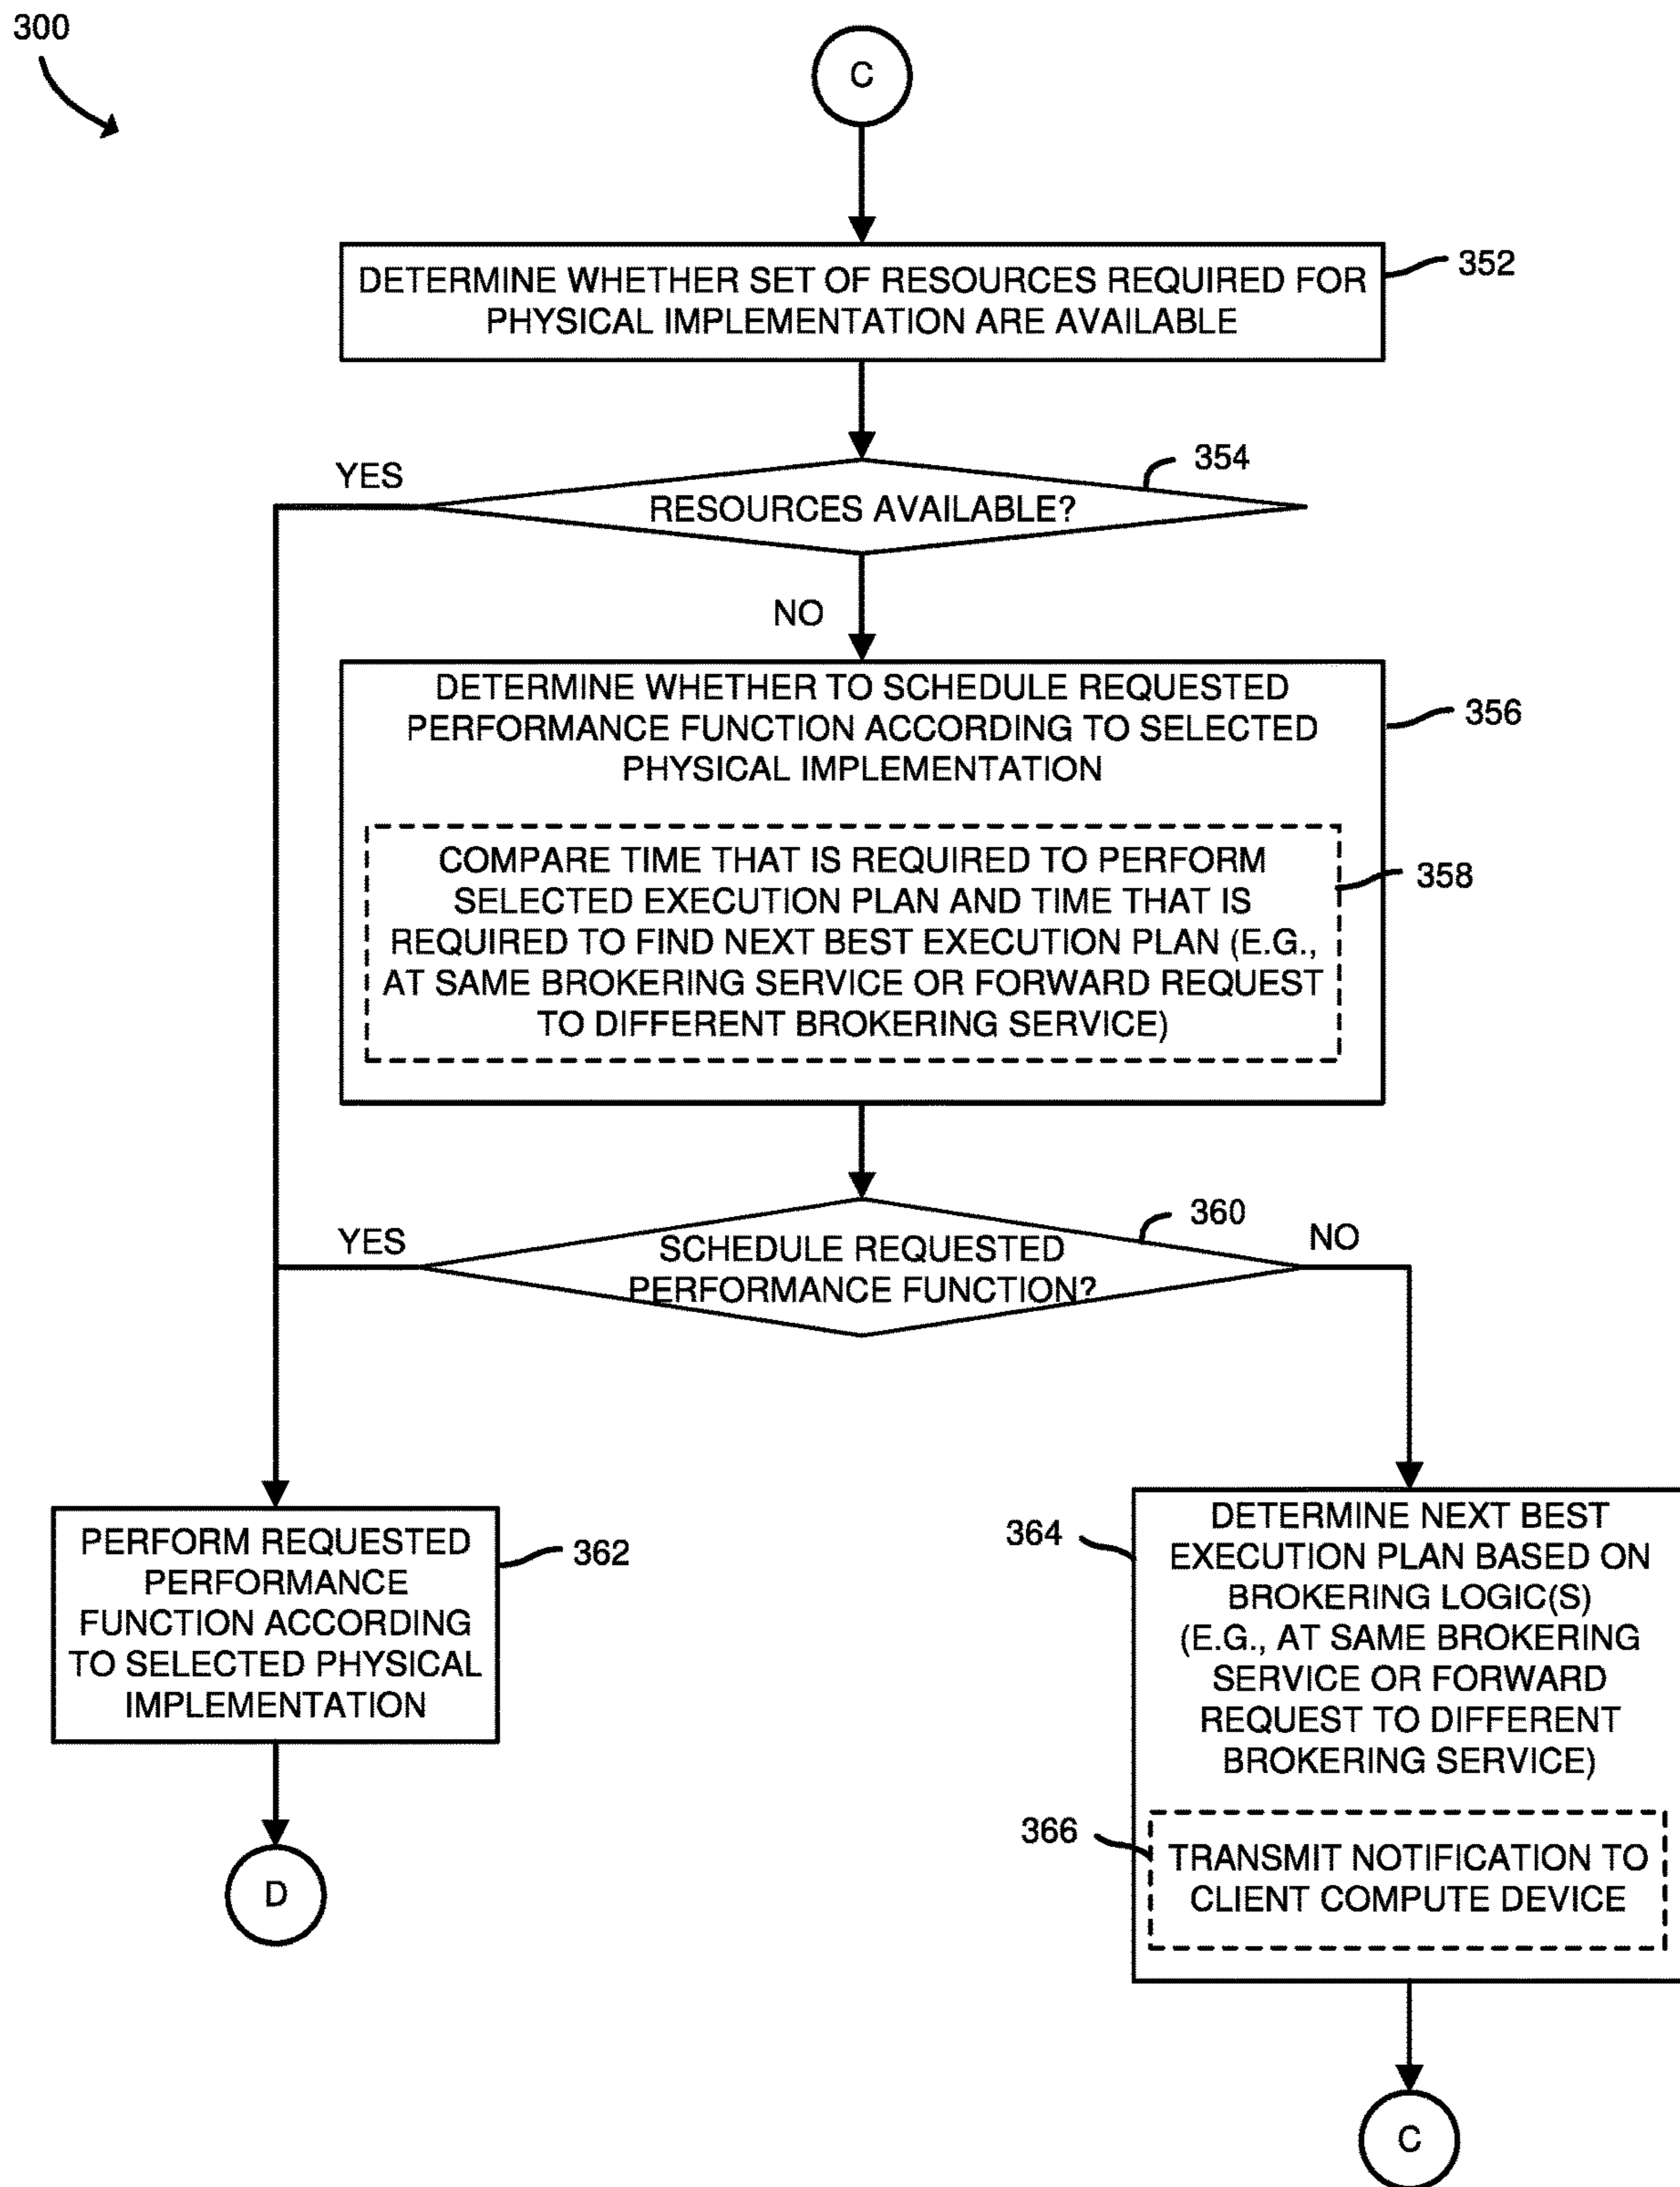 300
C
DETERMINE WHETHER SET OF RESOURCES REQUIRED FOR
PHYSICAL IMPLEMENTATION ARE AVAILABLE
352
354
YES
RESOURCES AVAILABLE?
NO
DETERMINE WHETHER TO SCHEDULE REQUESTED
PERFORMANCE FUNCTION ACCORDING TO SELECTED
PHYSICAL IMPLEMENTATION
356
COMPARE TIME THAT IS REQUIRED TO PERFORM
SELECTED EXECUTION PLAN AND TIME THAT IS
REQUIRED TO FIND NEXT BEST EXECUTION PLAN (E.G.,
AT SAME BROKERING SERVICE OR FORWARD REQUEST
TO DIFFERENT BROKERING SERVICE)
358
360
YES
SCHEDULE REQUESTED
PERFORMANCE FUNCTION?
NO
PERFORM REQUESTED
PERFORMANCE
FUNCTION ACCORDING
TO SELECTED PHYSICAL
IMPLEMENTATION
362
D
364
DETERMINE NEXT BEST
EXECUTION PLAN BASED ON
BROKERING LOGIC(S)
(E.G., AT SAME BROKERING
SERVICE OR FORWARD
REQUEST TO DIFFERENT
BROKERING SERVICE)
366
TRANSMIT NOTIFICATION TO
CLIENT COMPUTE DEVICE
C